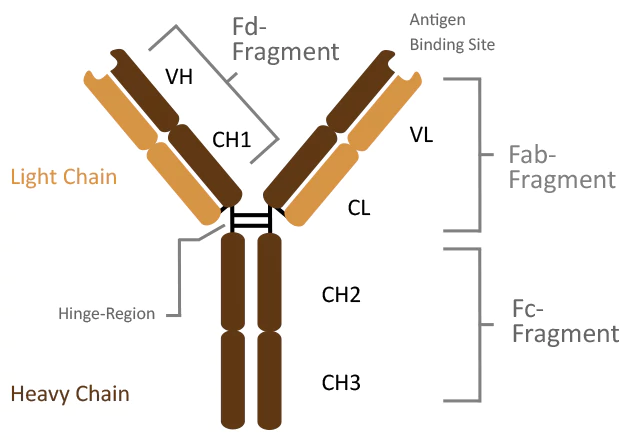 Fd-
Fragment
Antigen
Binding Site
VH
CH1
VL
Fab-
Fragment
Light Chain
CL
CH2
Hinge-Region
Fc-
Fragment
CH3
Heavy Chain